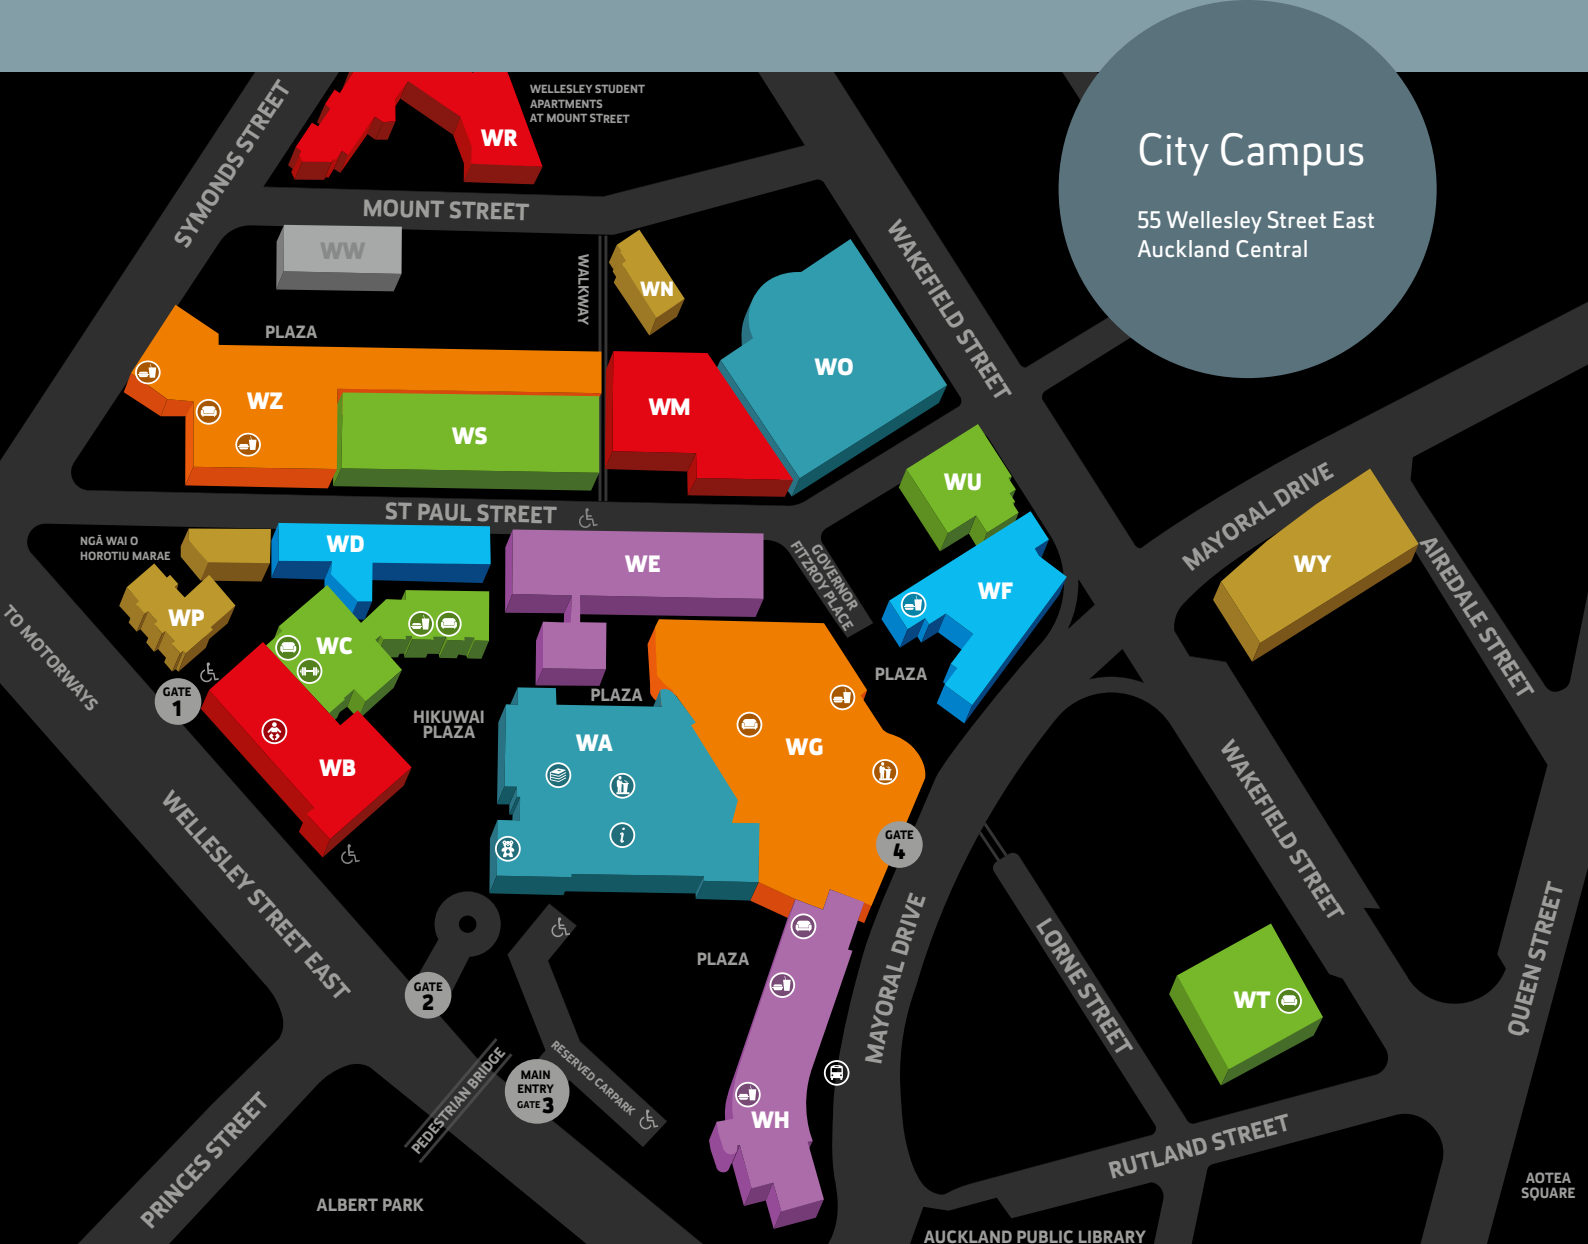 City Campus
55 Wellesley Street East
Auckland Central
WELLESLEY STUDENT
APARTMENTS
AT MOUNT STREET
WR
SYMONDS STREET
MOUNT STREET
WW
WALKWAY
WN
WAKEFIELD STREET
PLAZA
WO
WZ
WM
WS
WU
ST PAUL STREET
MAYORAL DRIVE
NGĀ WAI O
HOROTIU MARAE
WD
WE
GOVERNOR
FITZROY PLACE
WF
WY
AIREDALE STREET
WP
WC
TO MOTORWAYS
GATE
1
PLAZA
PLAZA
HIKUWAI
PLAZA
WA
WG
WB
WELLESLEY STREET EAST
GATE
4
WAKEFIELD STREET
MAYORAL DRIVE
LORNE STREET
QUEEN STREET
PLAZA
GATE
2
WT
PEDESTRIAN BRIDGE
MAIN
ENTRY
GATE 3
RESERVED CARPARK
WH
PRINCES STREET
RUTLAND STREET
ALBERT PARK
AOTEA
SQUARE
AUCKLAND PUBLIC LIBRARY